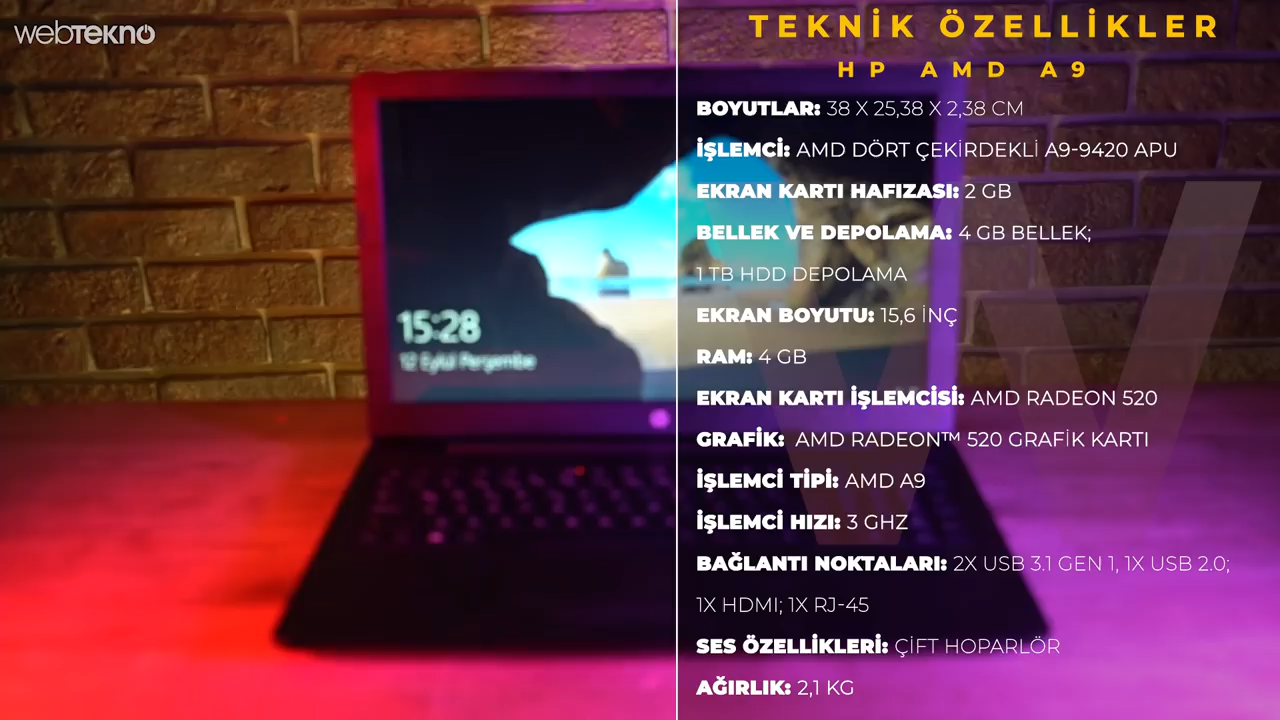 webtekno
TEKNİK ÖZELLİKLER
HP AMD A9
BOYUTLAR: 38 X 25,38 X 2,38 CM
İŞLEMCİ: AMD DÖRT ÇEKİRDEKLİ A9-9420 APU
EKRAN KARTI HAFIZASI: 2 GB
BELLEK VE DEPOLAMA: 4 GB BELLEK;
1 TB HDD DEPOLAMA
EKRAN BOYUTU: 15,6 İNÇ
RAM: 4 GB
EKRAN KARTI İŞLEMCİSİ: AMD RADEON 520
GRAFİK: AMD RADEON™ 520 GRAFİK KARTI
İŞLEMCİ TİPİ: AMD A9
İŞLEMCİ HIZI: 3 GHZ
BAĞLANTI NOKTALARI: 2X USB 3.1 GEN 1, 1X USB 2.0;
1X HDMI; 1X RJ-45
SES ÖZELLİKLERİ: ÇİFT HOPARLÖR
AĞIRLIK: 2,1 KG
15:28
12 Eylül Perşembe